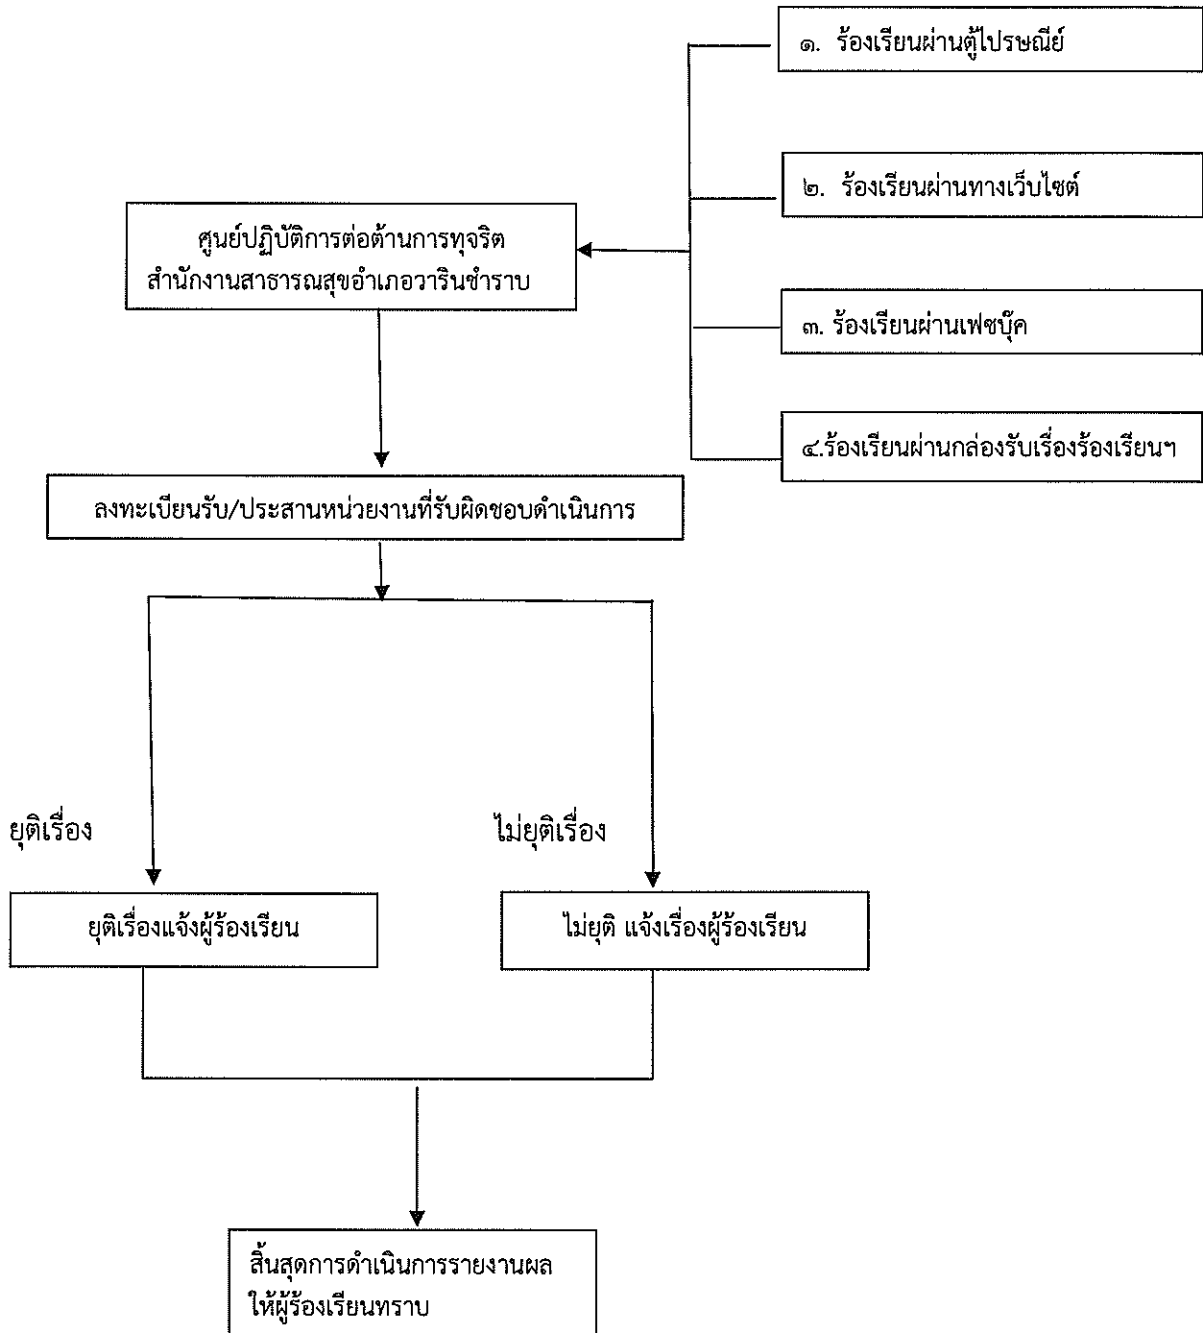 ๑. ร้องเรียนผ่านตู้ไปรษณีย์
๒. ร้องเรียนผ่านทางเว็บไซต์
ศูนย์ปฏิบัติการต่อต้านการทุจริต
สำนักงานสาธารณสุขอำเภอวารินชำราบ
๓. ร้องเรียนผ่านเฟซบุ๊ค
๔.ร้องเรียนผ่านกล่องรับเรื่องร้องเรียนฯ
ลงทะเบียนรับ/ประสานหน่วยงานที่รับผิดชอบดำเนินการ
ยุติเรื่อง
ไม่ยุติเรื่อง
ยุติเรื่องแจ้งผู้ร้องเรียน
ไม่ยุติ แจ้งเรื่องผู้ร้องเรียน
สิ้นสุดการดำเนินการรายงานผล
ให้ผู้ร้องเรียนทราบ